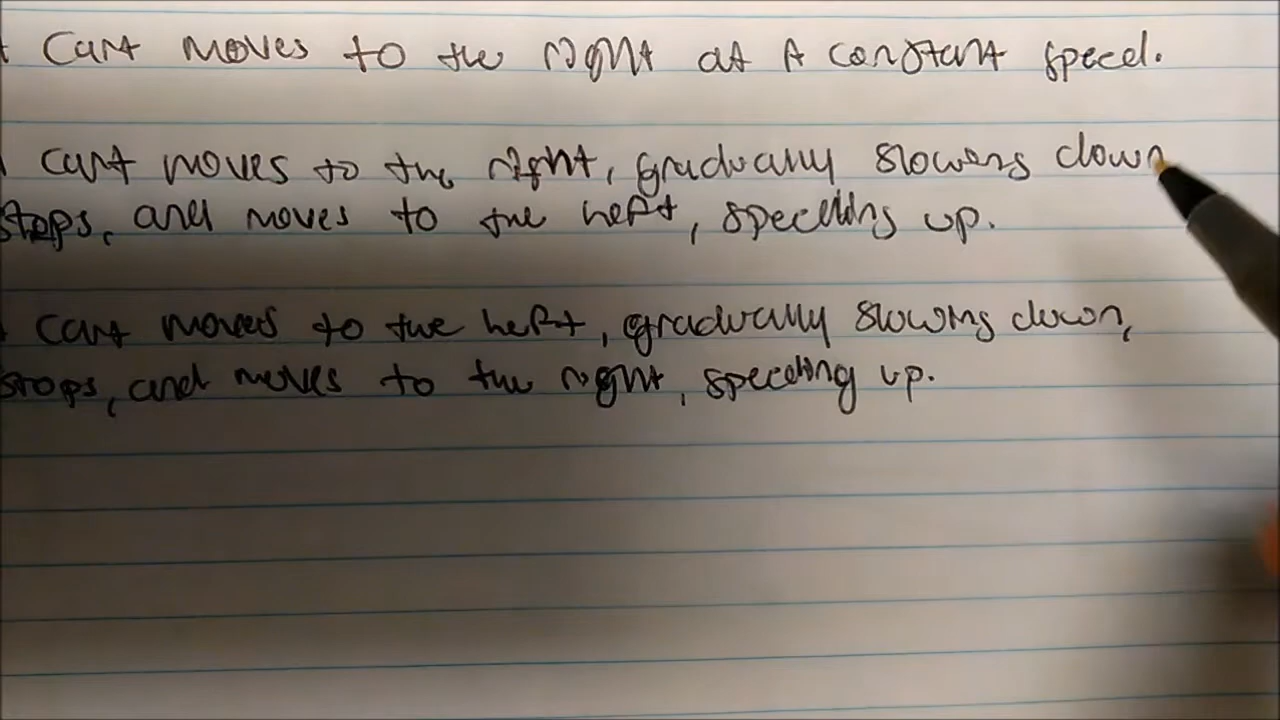 Cart moves to the right at A constant speed.
Cart moves to the right, gradually slowers down
stops, and moves to the left, speeding up.
Cart moves to the left, gradually slowing down,
stops, and moves to the right, speeding up.